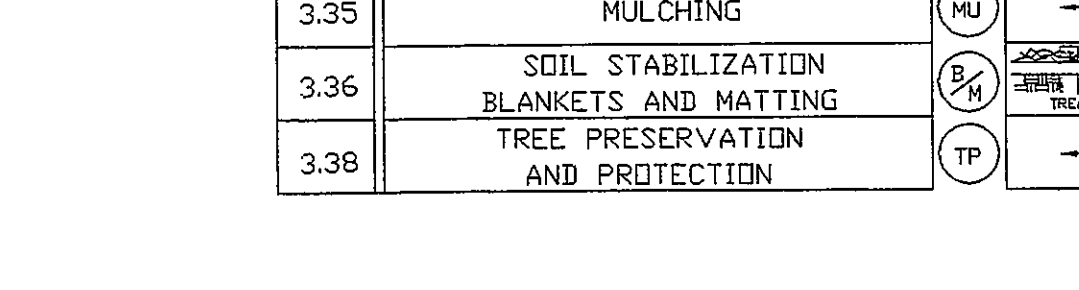 3.35
MULCHING
MU
3.36
SOIL STABILIZATION
BLANKETS AND MATTING
B/M
3.38
TREE PRESERVATION
AND PROTECTION
TP